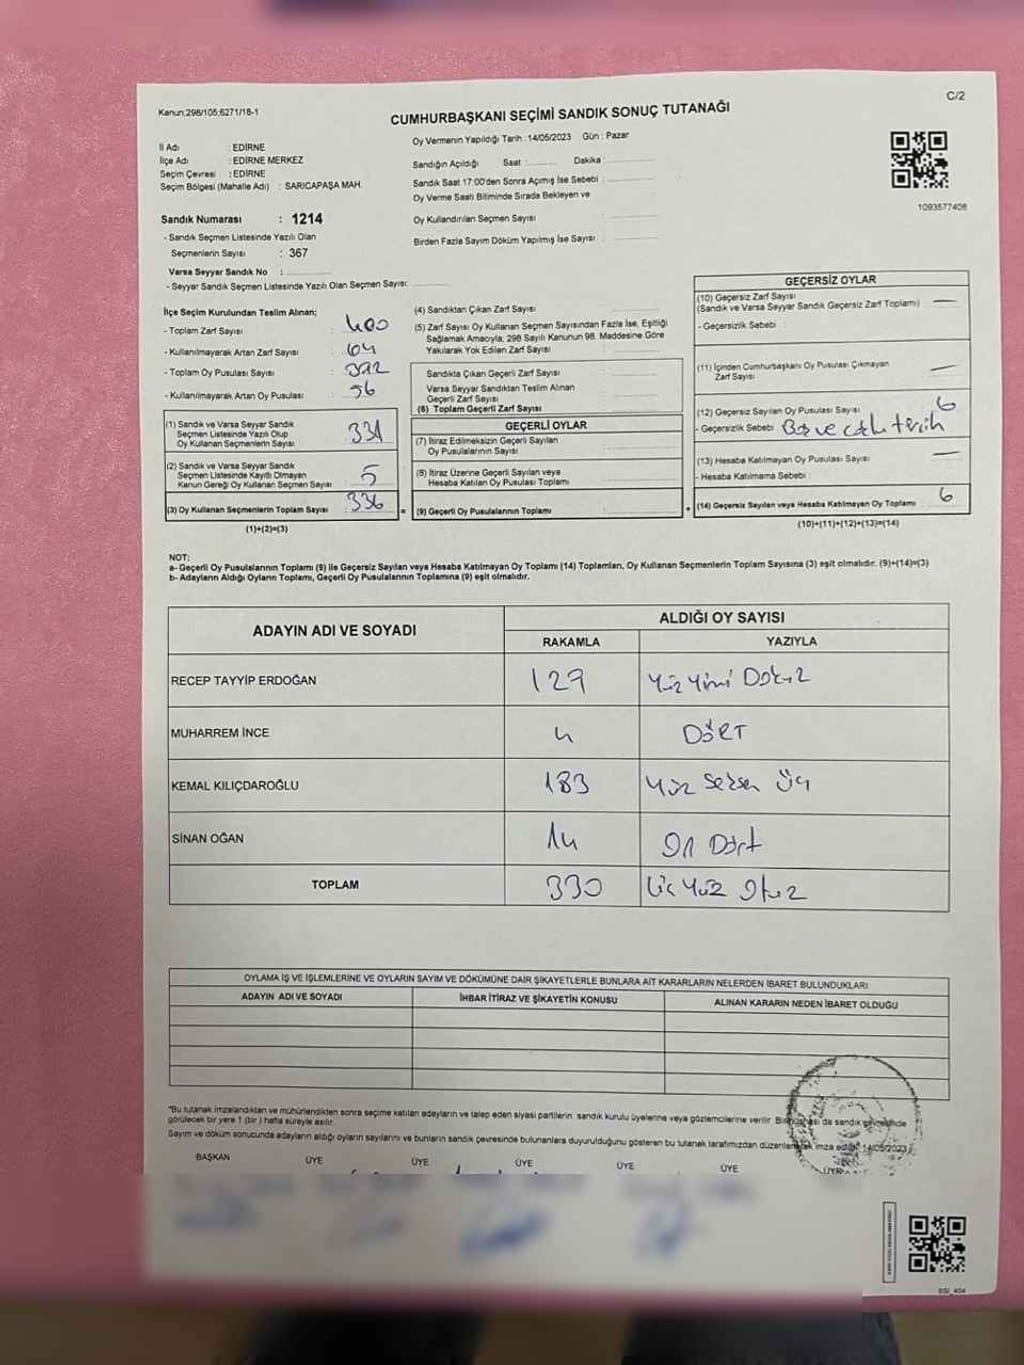 Kanun;298/105;6271/18-1
C/2
CUMHURBAŞKANI SEÇİMİ SANDIK SONUÇ TUTANAĞI
İl Adı : EDİRNE
İlçe Adı : EDİRNE MERKEZ
Seçim Çevresi : EDİRNE
Seçim Bölgesi (Mahalle Adı) : SARICAPAŞA MAH.
Sandık Numarası : 1214
- Sandık Seçmen Listesinde Yazılı Olan
Seçmenlerin Sayısı : 367
Varsa Seyyar Sandık No :
- Seyyar Sandık Seçmen Listesinde Yazılı Olan Seçmen Sayısı:
Oy Vermenin Yapıldığı Tarih : 14/05/2023 Gün : Pazar
Sandığın Açıldığı Saat : Dakika :
Sandık Saat 17:00'den Sonra Açılmış İse Sebebi :
Oy Verme Saati Bitiminde Sırada Bekleyen ve
Oy Kullandırılan Seçmen Sayısı :
Birden Fazla Sayım Döküm Yapılmış İse Sayısı :
1093577408
İlçe Seçim Kurulundan Teslim Alınan;
- Toplam Zarf Sayısı : 400
- Kullanılmayarak Artan Zarf Sayısı : 64
- Toplam Oy Pusulası Sayısı : 392
- Kullanılmayarak Artan Oy Pusulası : 56
(1) Sandık ve Varsa Seyyar Sandık
Seçmen Listesinde Yazılı Olup
Oy Kullanan Seçmenlerin Sayısı : 331
(2) Sandık ve Varsa Seyyar Sandık
Seçmen Listesinde Kayıtlı Olmayan
Kanun Gereği Oy Kullanan Seçmen Sayısı : 5
(3) Oy Kullanan Seçmenlerin Toplam Sayısı : 336
(1)+(2)=(3)
(4) Sandıktan Çıkan Zarf Sayısı :
(5) Zarf Sayısı Oy Kullanan Seçmen Sayısından Fazla İse, Eşitliği
Sağlamak Amacıyla, 298 Sayılı Kanunun 98. Maddesine Göre
Yakılarak Yok Edilen Zarf Sayısı :
Sandıkta Çıkan Geçerli Zarf Sayısı :
Varsa Seyyar Sandıktan Teslim Alınan
Geçerli Zarf Sayısı :
(6) Toplam Geçerli Zarf Sayısı :
=
GEÇERLİ OYLAR
(7) İtiraz Edilmeksizin Geçerli Sayılan
Oy Pusulalarının Sayısı :
(8) İtiraz Üzerine Geçerli Sayılan veya
Hesaba Katılan Oy Pusulası Toplamı :
(9) Geçerli Oy Pusulalarının Toplamı :
+
GEÇERSİZ OYLAR
(10) Geçersiz Zarf Sayısı :
(Sandık ve Varsa Seyyar Sandık Geçersiz Zarf Toplamı) —
- Geçersizlik Sebebi :
(11) İçinden Cumhurbaşkanı Oy Pusulası Çıkmayan
Zarf Sayısı : —
(12) Geçersiz Sayılan Oy Pusulası Sayısı : 6
- Geçersizlik Sebebi : Boş ve çoklu tercih
(13) Hesaba Katılmayan Oy Pusulası Sayısı : —
- Hesaba Katılmama Sebebi :
(14) Geçersiz Sayılan veya Hesaba Katılmayan Oy Toplamı : 6
(10)+(11)+(12)+(13)=(14)
NOT:
a- Geçerli Oy Pusulalarının Toplamı (9) ile Geçersiz Sayılan veya Hesaba Katılmayan Oy Toplamı (14) Toplamları, Oy Kullanan Seçmenlerin Toplam Sayısına (3) eşit olmalıdır. (9)+(14)=(3)
b- Adayların Aldığı Oyların Toplamı, Geçerli Oy Pusulalarının Toplamına (9) eşit olmalıdır.
ADAYIN ADI VE SOYADI
ALDIĞI OY SAYISI
RAKAMLA YAZIYLA
RECEP TAYYİP ERDOĞAN 129 Yüz Yirmi Dokuz
MUHARREM İNCE 4 DÖRT
KEMAL KILIÇDAROĞLU 183 Yüz Seksen Üç
SİNAN OĞAN 14 On Dört
TOPLAM 330 Üç Yüz Otuz
OYLAMA İŞ VE İŞLEMLERİNE VE OYLARIN SAYIM VE DÖKÜMÜNE DAİR ŞİKAYETLERLE BUNLARA AİT KARARLARIN NELERDEN İBARET BULUNDUKLARI
ADAYIN ADI VE SOYADI İHBAR İTİRAZ VE ŞİKAYETİN KONUSU ALINAN KARARIN NEDEN İBARET OLDUĞU
*Bu tutanak imzalandıktan ve mühürlendikten sonra seçime katılan adayların ve talep eden siyasi partilerin sandık kurulu üyelerine veya gözlemcilerine verilir. Bir nüshası da sandık çevresinde
görülecek bir yere 1 (bir) hafta süreyle asılır.
Sayım ve döküm sonucunda adayların aldığı oyların sayılarını ve bunların sandık çevresinde bulunanlara duyurulduğunu gösteren bu tutanak tarafımızdan düzenlenerek imza edildi. 14/05/2023
BAŞKAN ÜYE ÜYE ÜYE ÜYE ÜYE ÜYE